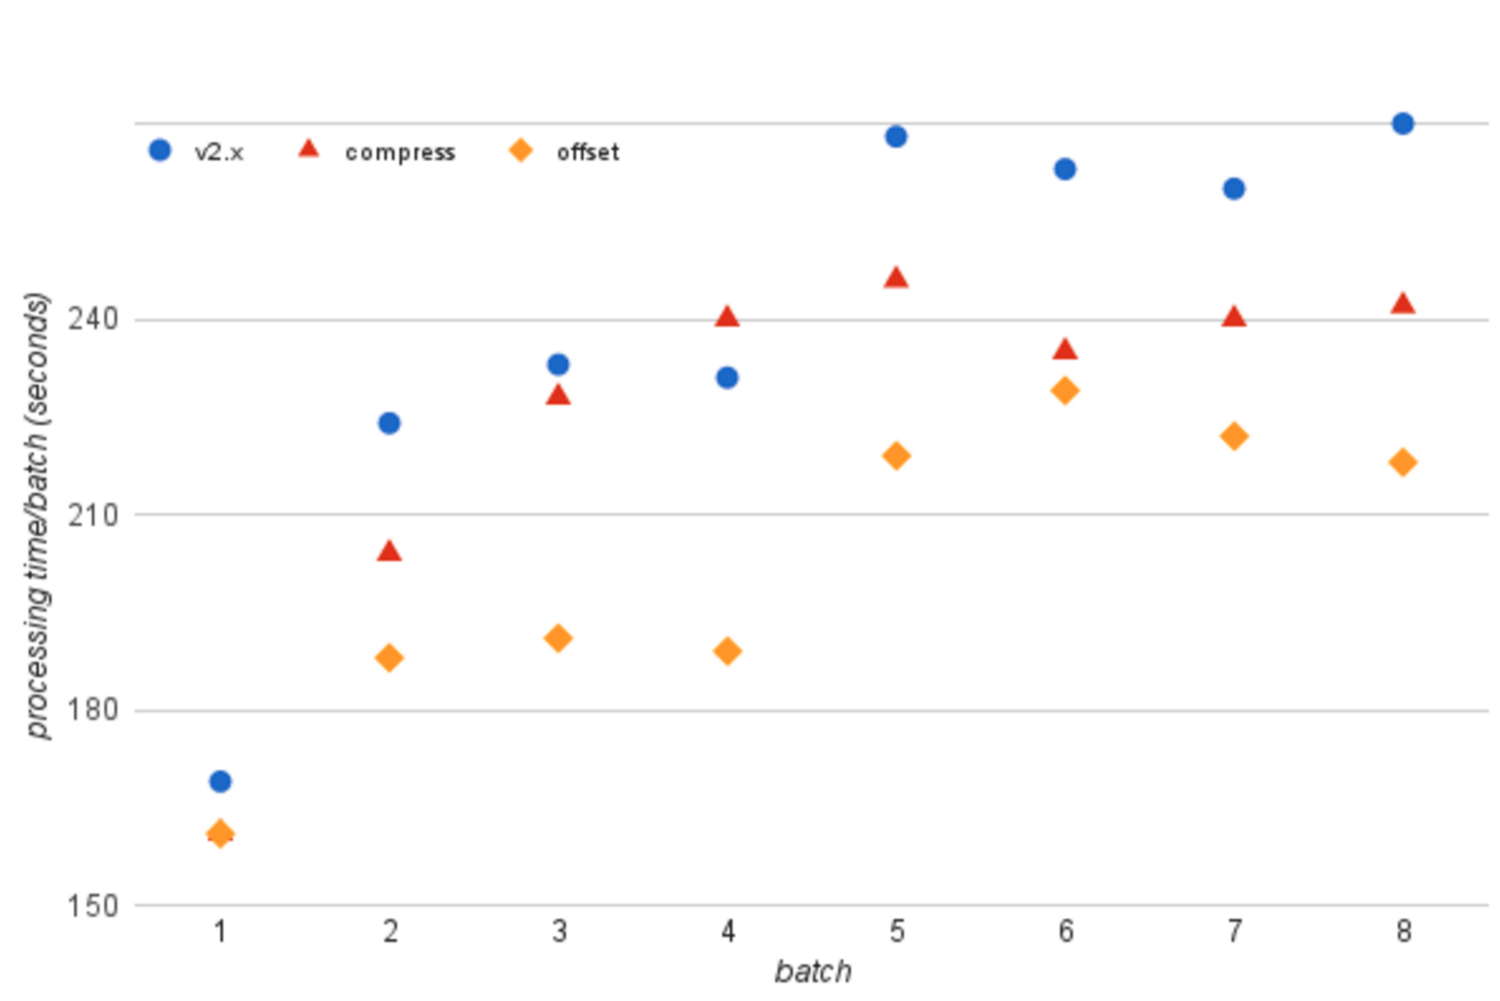 v2.x compress offset
processing time/batch (seconds)
240
210
180
150
1 2 3 4 5 6 7 8
batch